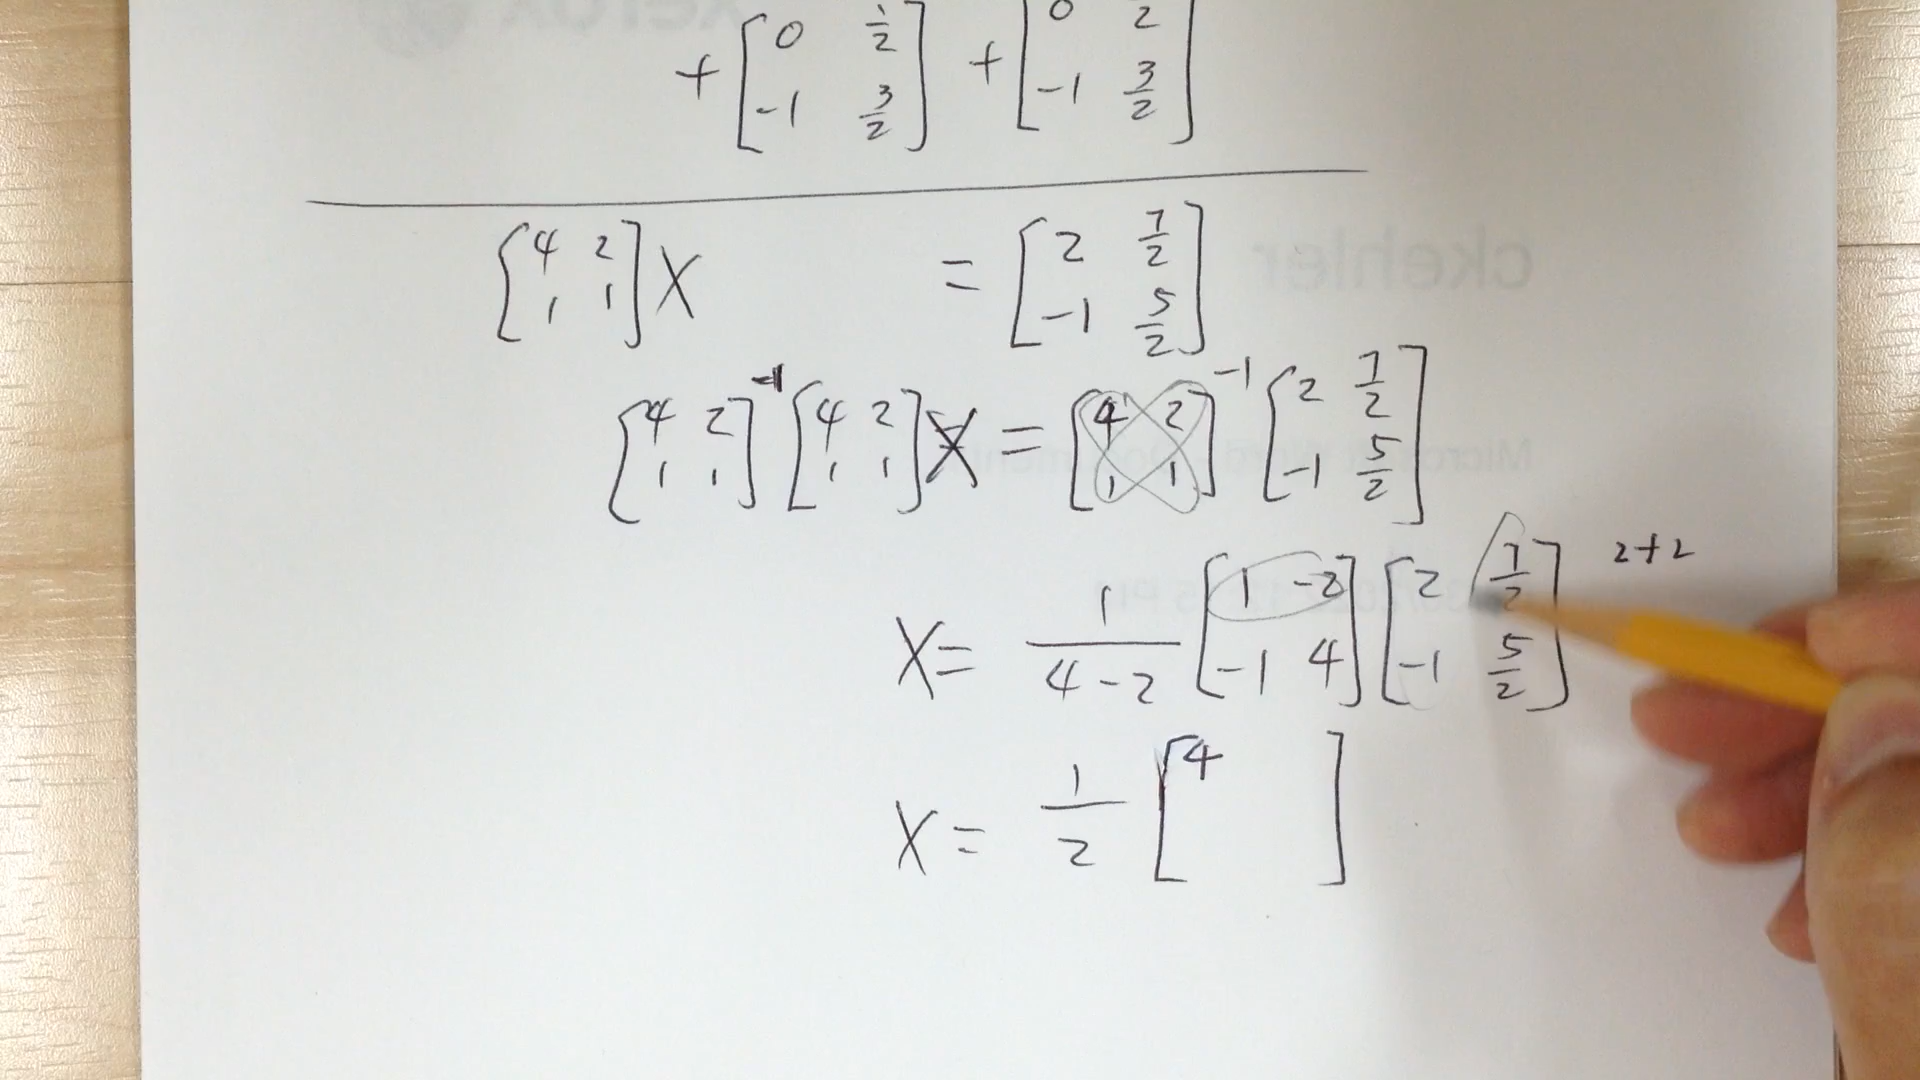 + [0 1/2; -1 3/2] + [0 2; -1 3/2]
[4 2; 1 1] X = [2 7/2; -1 5/2]
[4 2; 1 1]^-1 [4 2; 1 1] X = [4 2; 1 1]^-1 [2 7/2; -1 5/2]
X = 1/(4-2) [1 -2; -1 4] [2 7/2; -1 5/2] 2+2
X = 1/2 [4 ]
ckehler